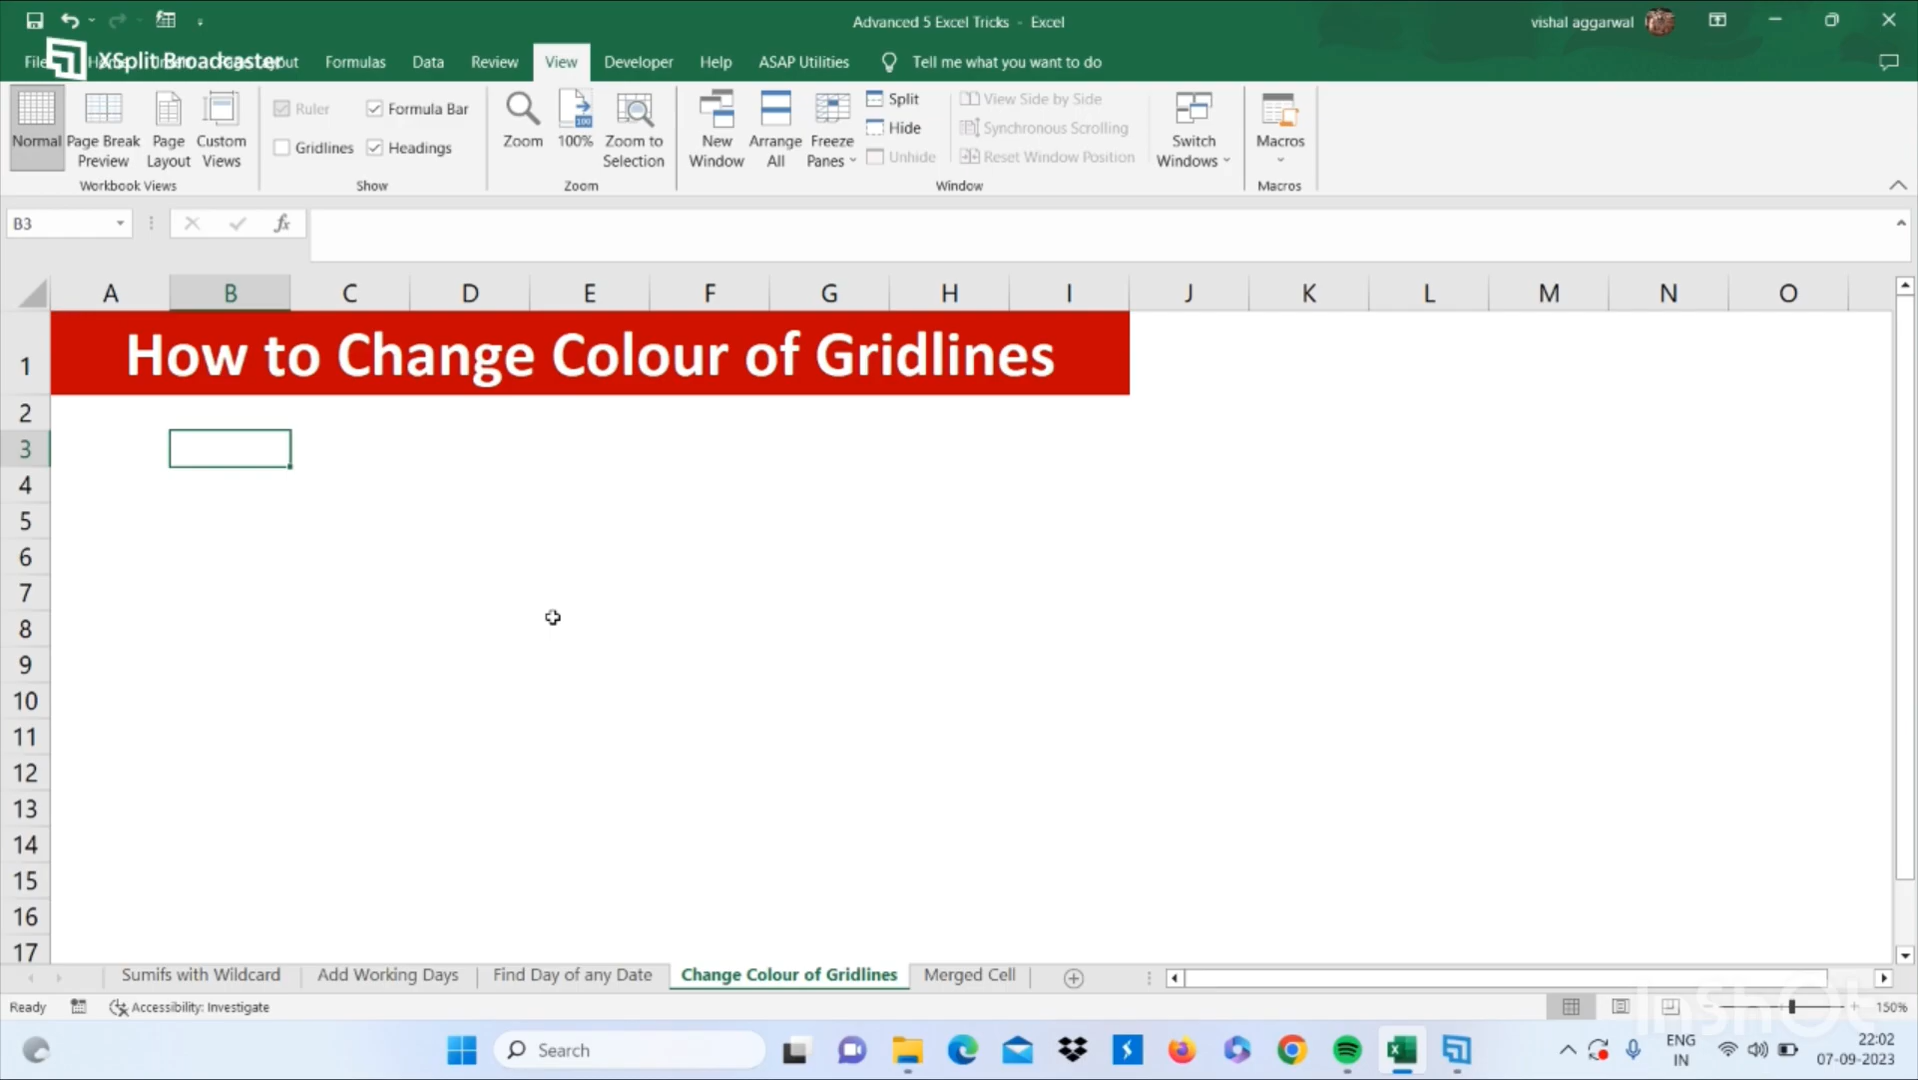 Advanced 5 Excel Tricks - Excel
vishal aggarwal
XSplit Broadcaster
File
Formulas
Data
Review
View
Developer
Help
ASAP Utilities
Tell me what you want to do
Normal
Page Break Preview
Page Layout
Custom Views
Workbook Views
Ruler
Formula Bar
Gridlines
Headings
Show
Zoom
100
100%
Zoom to Selection
Zoom
New Window
Arrange All
Freeze Panes
Split
Hide
Unhide
View Side by Side
Synchronous Scrolling
Reset Window Position
Window
Switch Windows
Macros
Macros
B3
fx
A B C D E F G H I J K L M N O
1
How to Change Colour of Gridlines
2
3
4
5
6
7
8
9
10
11
12
13
14
15
16
17
Sumifs with Wildcard
Add Working Days
Find Day of any Date
Change Colour of Gridlines
Merged Cell
Ready
Accessibility: Investigate
InShot
150%
Search
ENG
IN
22:02
07-09-2023